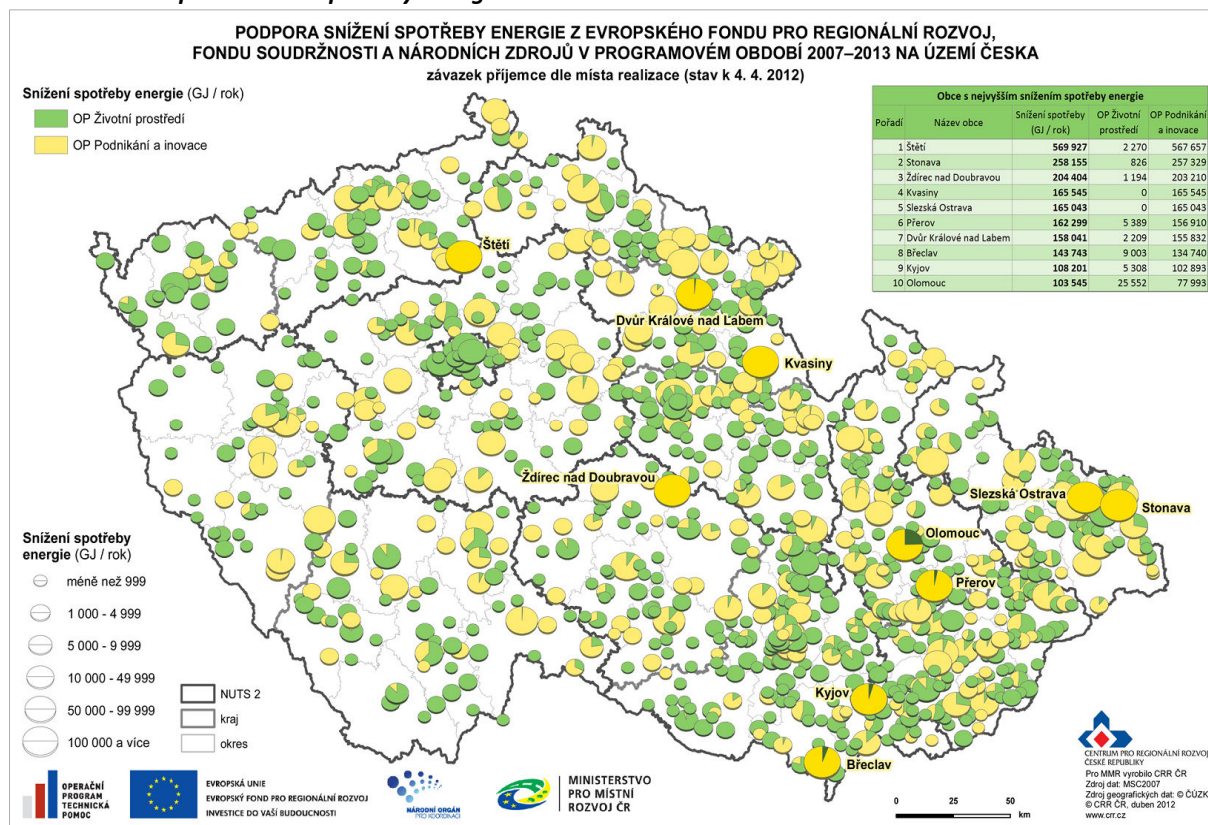 PODPORA SNÍŽENÍ SPOTŘEBY ENERGIE Z EVROPSKÉHO FONDU PRO REGIONÁLNÍ ROZVOJ,
FONDU SOUDRŽNOSTI A NÁRODNÍCH ZDROJŮ V PROGRAMOVÉM OBDOBÍ 2007–2013 NA ÚZEMÍ ČESKA
závazek příjemce dle místa realizace (stav k 4. 4. 2012)
Snížení spotřeby energie (GJ / rok)
OP Životní prostředí
OP Podnikání a inovace
Obce s nejvyšším snížením spotřeby energie
Pořadí Název obce Snížení spotřeby (GJ / rok) OP Životní prostředí OP Podnikání a inovace
1 Štětí 569 927 2 270 567 657
2 Stonava 258 155 826 257 329
3 Ždírec nad Doubravou 204 404 1 194 203 210
4 Kvasiny 165 545 0 165 545
5 Slezská Ostrava 165 043 0 165 043
6 Přerov 162 299 5 389 156 910
7 Dvůr Králové nad Labem 158 041 2 209 155 832
8 Břeclav 143 743 9 003 134 740
9 Kyjov 108 201 5 308 102 893
10 Olomouc 103 545 25 552 77 993
Štětí
Dvůr Králové nad Labem
Kvasiny
Ždírec nad Doubravou
Slezská Ostrava
Stonava
Olomouc
Přerov
Kyjov
Břeclav
Snížení spotřeby
energie (GJ / rok)
méně než 999
1 000 - 4 999
5 000 - 9 999
10 000 - 49 999
50 000 - 99 999
100 000 a více
NUTS 2
kraj
okres
OPERAČNÍ
PROGRAM
TECHNICKÁ
POMOC
EVROPSKÁ UNIE
EVROPSKÝ FOND PRO REGIONÁLNÍ ROZVOJ
INVESTICE DO VAŠÍ BUDOUCNOSTI
NÁRODNÍ ORGÁN
PRO KOORDINACI
MINISTERSTVO
PRO MÍSTNÍ
ROZVOJ ČR
0 25 50
km
CENTRUM PRO REGIONÁLNÍ ROZVOJ
ČESKÉ REPUBLIKY
Pro MMR vyrobilo CRR ČR
Zdroj dat: MSC2007
Zdroj geografických dat: © ČÚZK
© CRR ČR, duben 2012
www.crr.cz